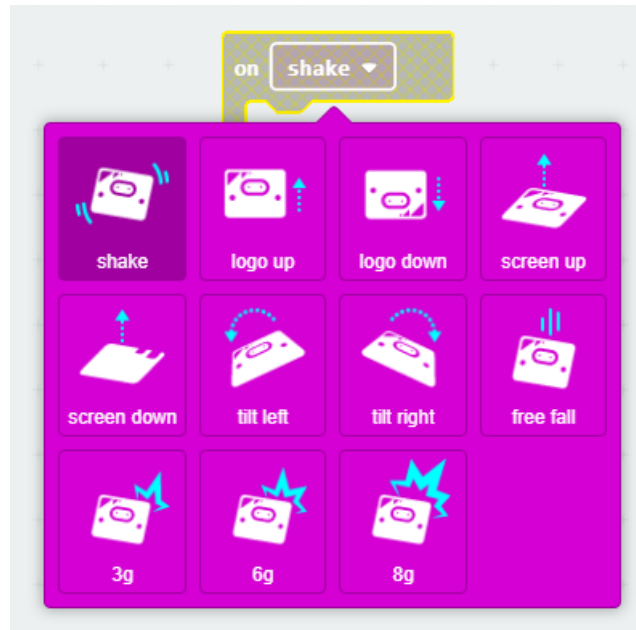 on shake
shake logo up logo down screen up
screen down tilt left tilt right free fall
3g 6g 8g